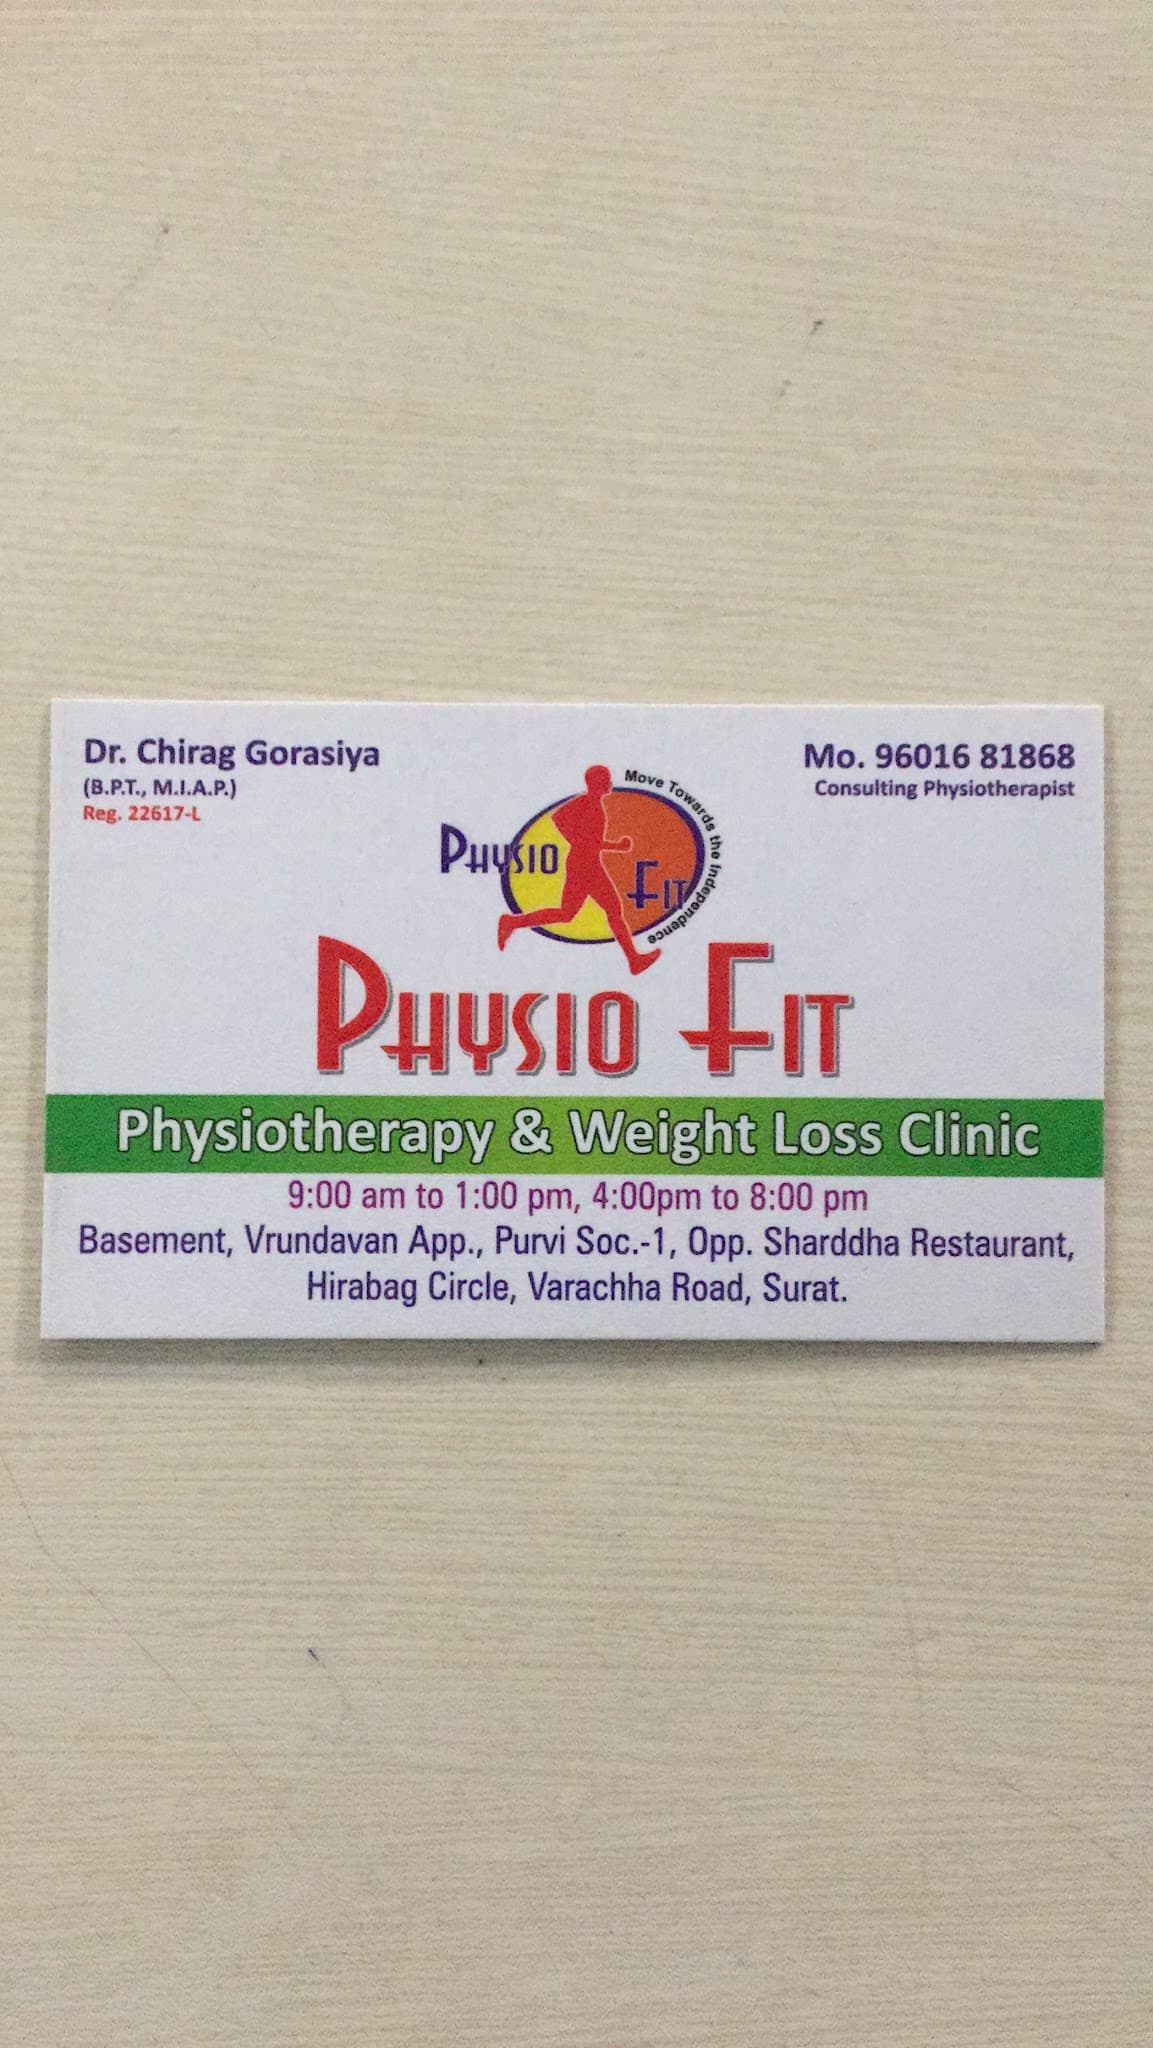 Dr. Chirag Gorasiya
(B.P.T., M.I.A.P.)
Reg. 22617-L
Mo. 96016 81868
Consulting Physiotherapist
Move Towards the Independence
Physio
Fit
Physio Fit
Physiotherapy & Weight Loss Clinic
9:00 am to 1:00 pm, 4:00pm to 8:00 pm
Basement, Vrundavan App., Purvi Soc.-1, Opp. Sharddha Restaurant,
Hirabag Circle, Varachha Road, Surat.